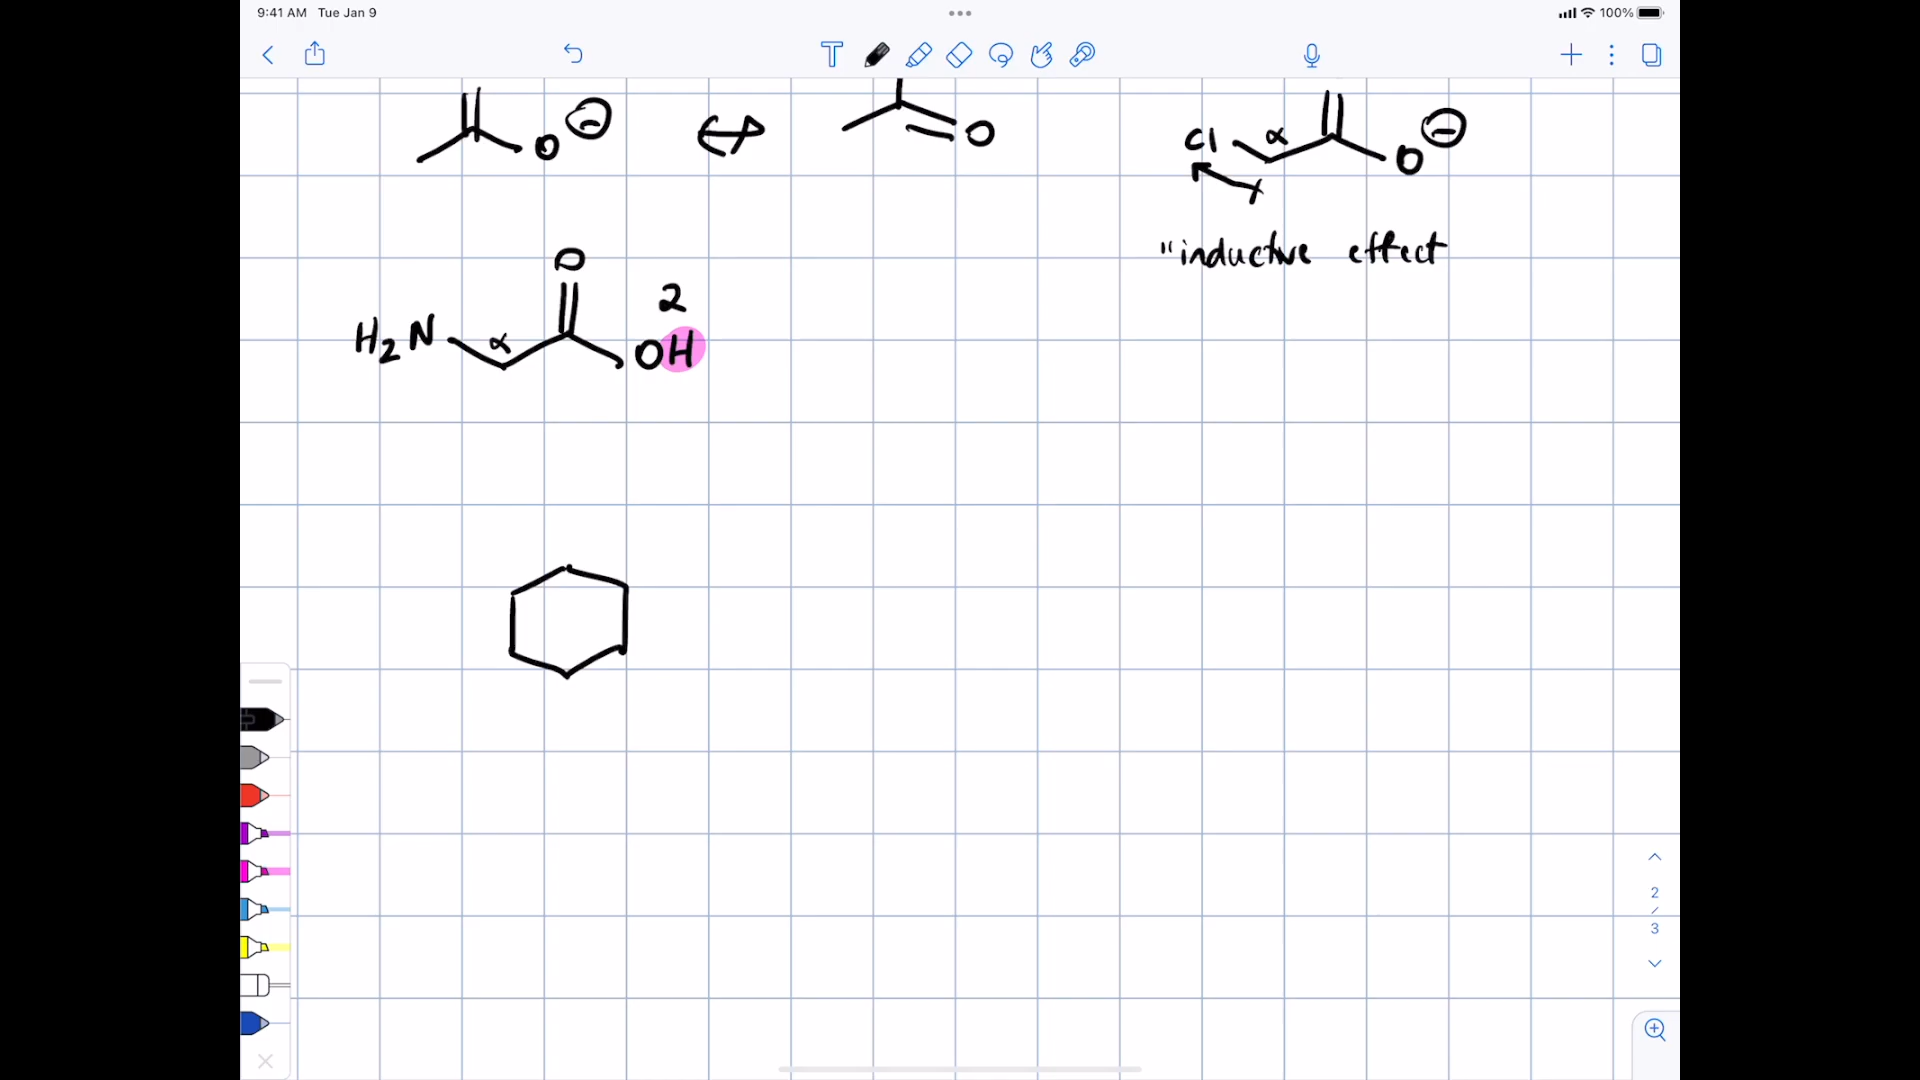 9:41 AM Tue Jan 9
100%
T
O ⊖
O
Cl α O ⊖
"inductive effect
O
2
H₂N α OH
2
/
3